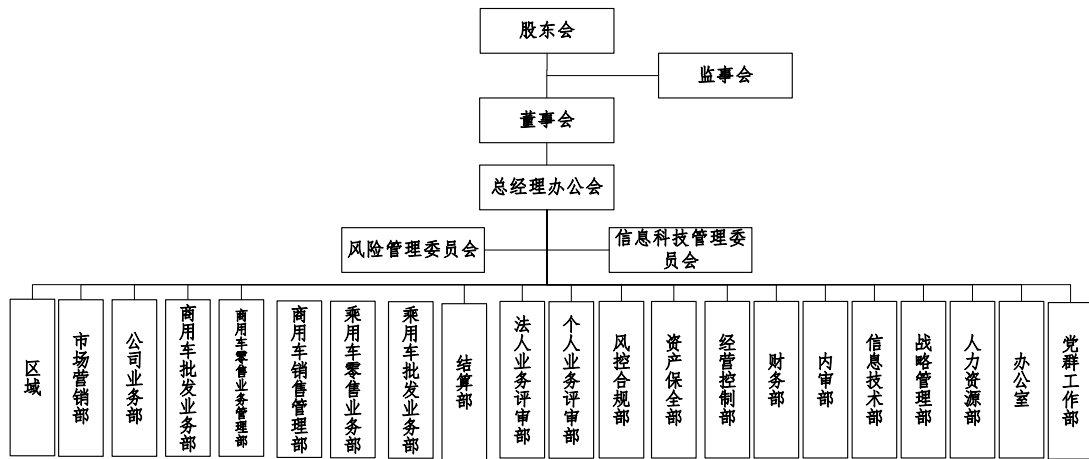 股东会
监事会
董事会
总经理办公会
风险管理委员会
信息科技管理委
员会
区域
市场营销部
公司业务部
商用车批发业务部
商用车零售业务管理部
商用车销售管理部
乘用车零售业务部
乘用车批发业务部
结算部
法人业务评审部
个人业务评审部
风控合规部
资产保全部
经营控制部
财务部
内审部
信息技术部
战略管理部
人力资源部
办公室
党群工作部